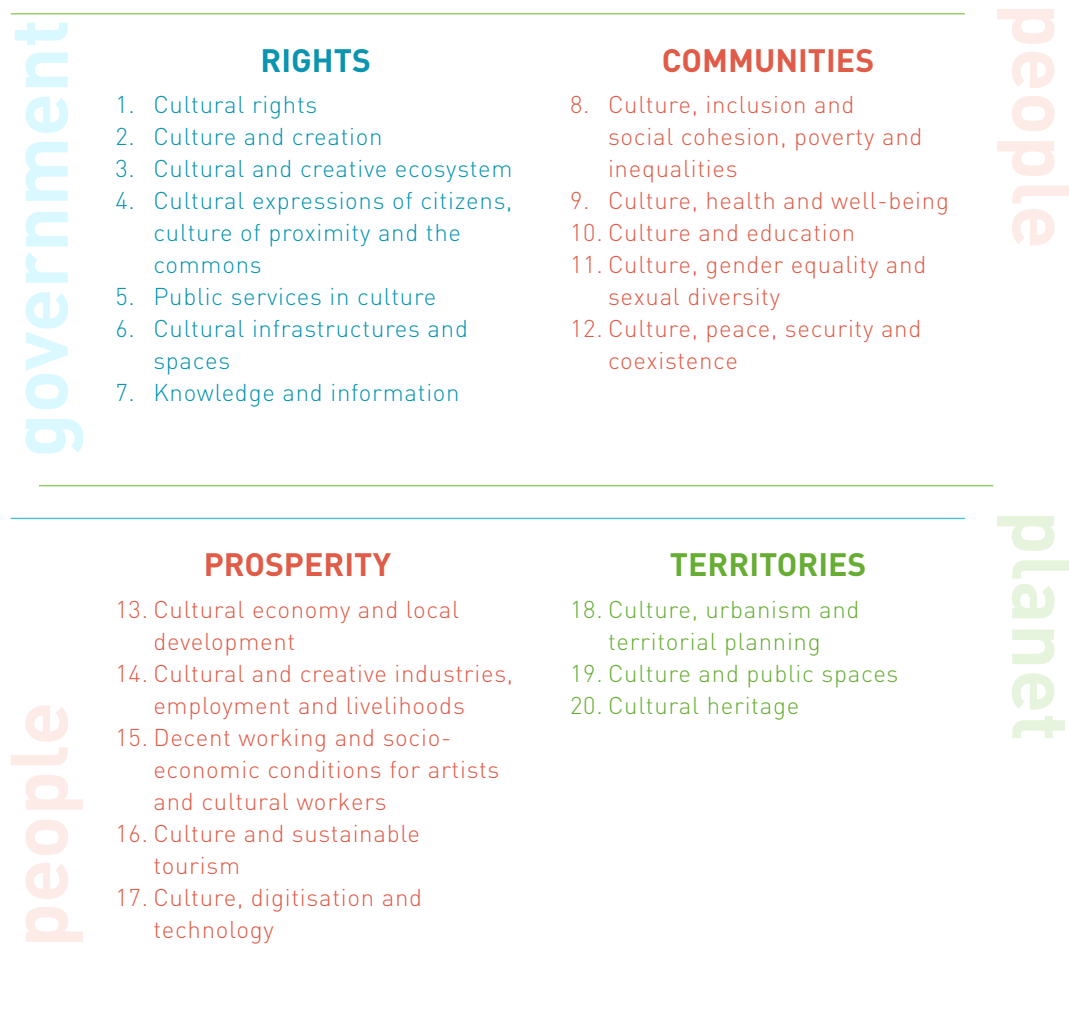 government
RIGHTS
1. Cultural rights
2. Culture and creation
3. Cultural and creative ecosystem
4. Cultural expressions of citizens,
culture of proximity and the
commons
5. Public services in culture
6. Cultural infrastructures and
spaces
7. Knowledge and information
people
COMMUNITIES
8. Culture, inclusion and
social cohesion, poverty and
inequalities
9. Culture, health and well-being
10. Culture and education
11. Culture, gender equality and
sexual diversity
12. Culture, peace, security and
coexistence
people
PROSPERITY
13. Cultural economy and local
development
14. Cultural and creative industries,
employment and livelihoods
15. Decent working and socio-
economic conditions for artists
and cultural workers
16. Culture and sustainable
tourism
17. Culture, digitisation and
technology
planet
TERRITORIES
18. Culture, urbanism and
territorial planning
19. Culture and public spaces
20. Cultural heritage